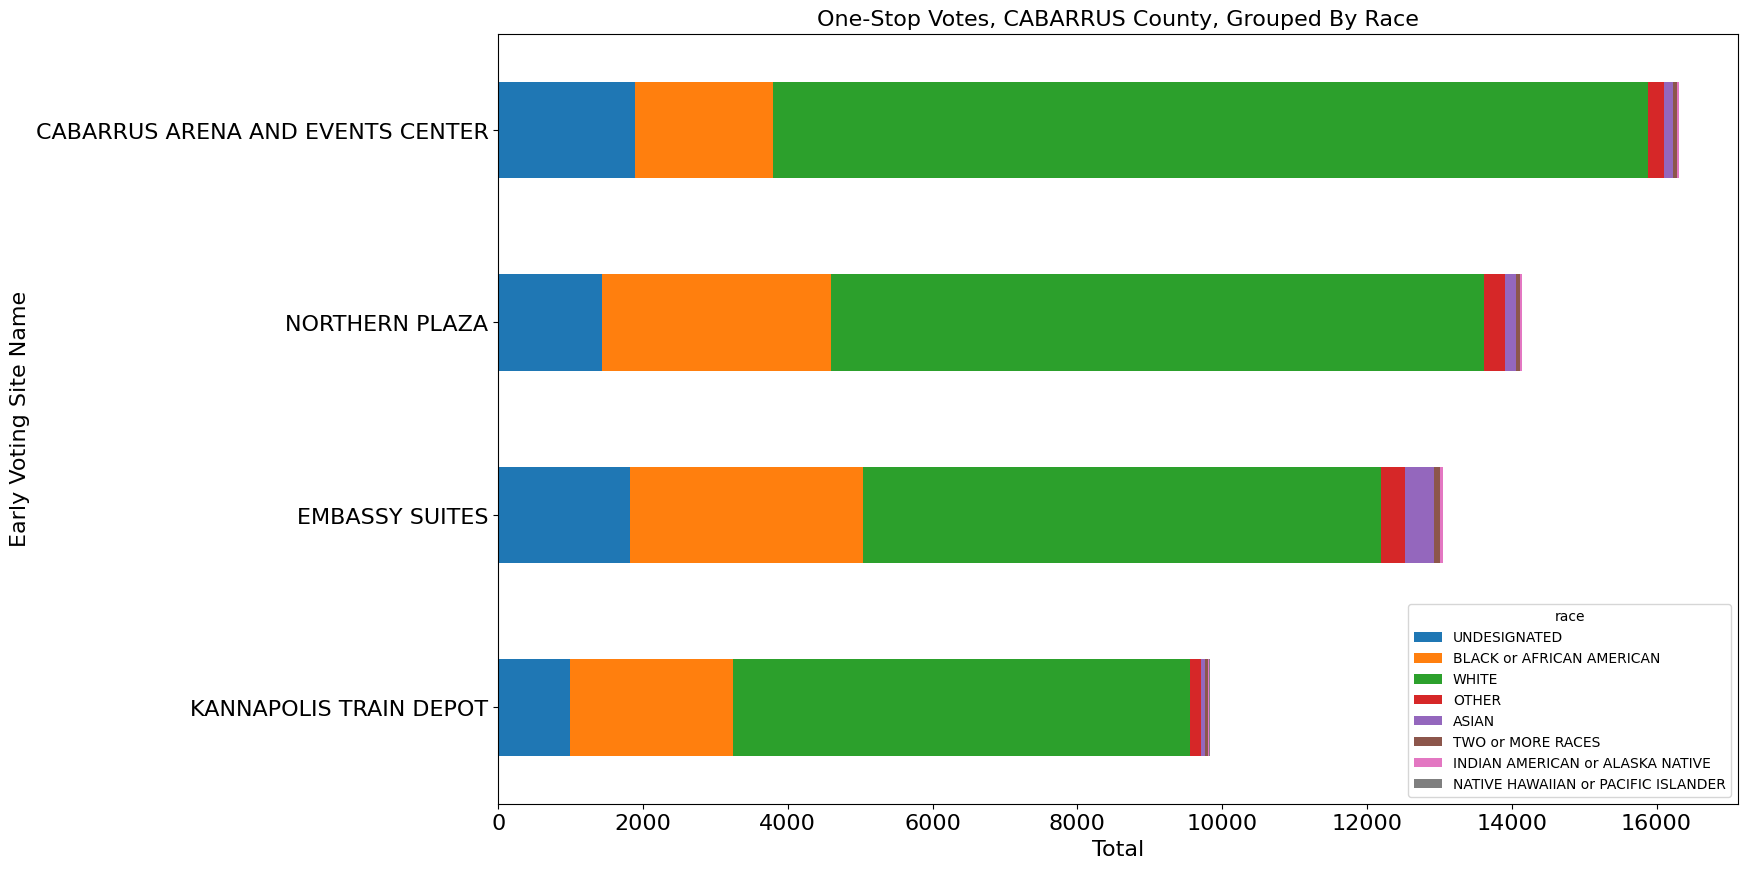 One-Stop Votes, CABARRUS County, Grouped By Race
Early Voting Site Name
CABARRUS ARENA AND EVENTS CENTER
NORTHERN PLAZA
EMBASSY SUITES
KANNAPOLIS TRAIN DEPOT
race
UNDESIGNATED
BLACK or AFRICAN AMERICAN
WHITE
OTHER
ASIAN
TWO or MORE RACES
INDIAN AMERICAN or ALASKA NATIVE
NATIVE HAWAIIAN or PACIFIC ISLANDER
0 2000 4000 6000 8000 10000 12000 14000 16000
Total